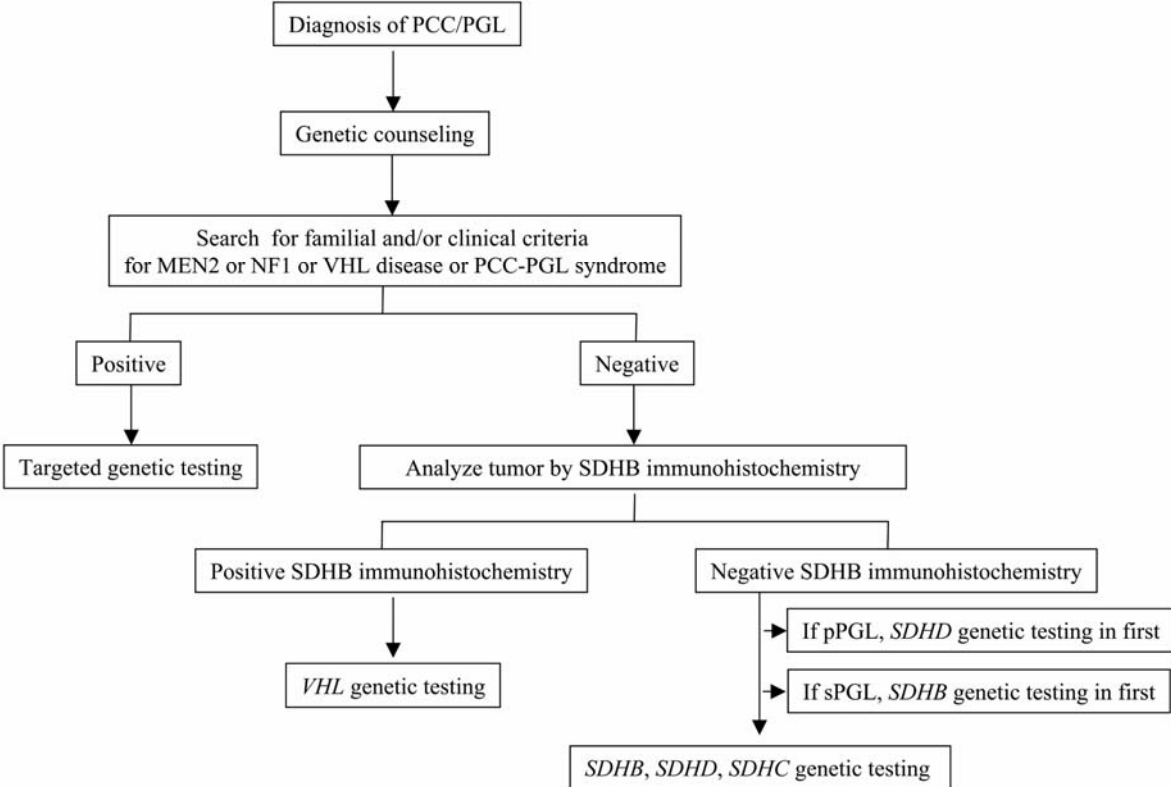 Diagnosis of PCC/PGL
Genetic counseling
Search for familial and/or clinical criteria
for MEN2 or NF1 or VHL disease or PCC-PGL syndrome
Positive
Negative
Targeted genetic testing
Analyze tumor by SDHB immunohistochemistry
Positive SDHB immunohistochemistry
Negative SDHB immunohistochemistry
If pPGL, SDHD genetic testing in first
VHL genetic testing
If sPGL, SDHB genetic testing in first
SDHB, SDHD, SDHC genetic testing